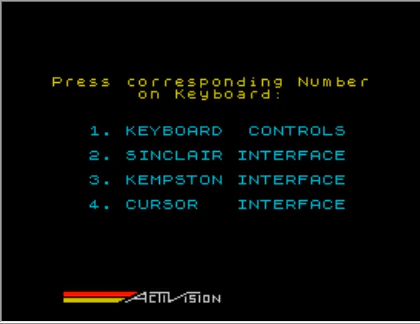 Press corresponding Number
on Keyboard:
1. KEYBOARD CONTROLS
2. SINCLAIR INTERFACE
3. KEMPSTON INTERFACE
4. CURSOR INTERFACE
ACTIVISION